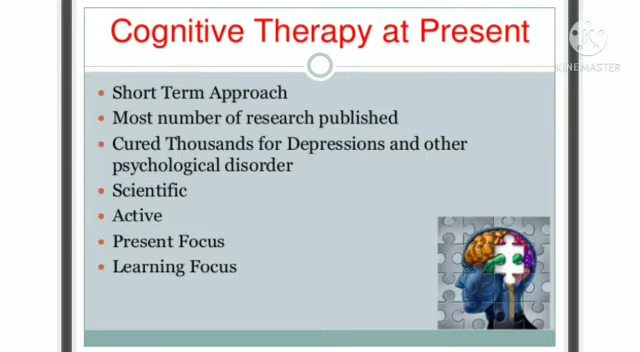 Cognitive Therapy at Present
KINEMASTER
Short Term Approach
Most number of research published
Cured Thousands for Depressions and other
psychological disorder
Scientific
Active
Present Focus
Learning Focus